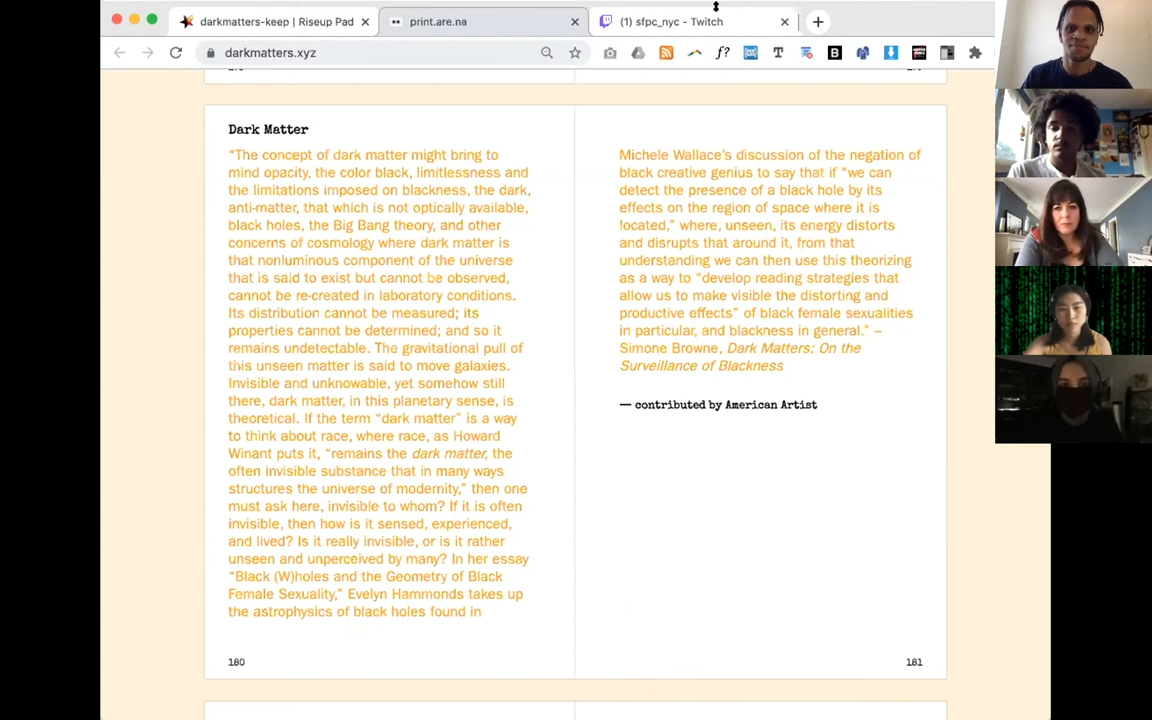 darkmatters-keep | Riseup Pad
print.are.na
(1) sfpc_nyc - Twitch
darkmatters.xyz
Dark Matter
“The concept of dark matter might bring to
mind opacity, the color black, limitlessness and
the limitations imposed on blackness, the dark,
anti-matter, that which is not optically available,
black holes, the Big Bang theory, and other
concerns of cosmology where dark matter is
that nonluminous component of the universe
that is said to exist but cannot be observed,
cannot be re-created in laboratory conditions.
Its distribution cannot be measured; its
properties cannot be determined; and so it
remains undetectable. The gravitational pull of
this unseen matter is said to move galaxies.
Invisible and unknowable, yet somehow still
there, dark matter, in this planetary sense, is
theoretical. If the term “dark matter” is a way
to think about race, where race, as Howard
Winant puts it, “remains the dark matter, the
often invisible substance that in many ways
structures the universe of modernity,” then one
must ask here, invisible to whom? If it is often
invisible, then how is it sensed, experienced,
and lived? Is it really invisible, or is it rather
unseen and unperceived by many? In her essay
“Black (W)holes and the Geometry of Black
Female Sexuality,” Evelyn Hammonds takes up
the astrophysics of black holes found in
180
Michele Wallace’s discussion of the negation of
black creative genius to say that if “we can
detect the presence of a black hole by its
effects on the region of space where it is
located,” where, unseen, its energy distorts
and disrupts that around it, from that
understanding we can then use this theorizing
as a way to “develop reading strategies that
allow us to make visible the distorting and
productive effects” of black female sexualities
in particular, and blackness in general.” –
Simone Browne, Dark Matters: On the
Surveillance of Blackness
— contributed by American Artist
181